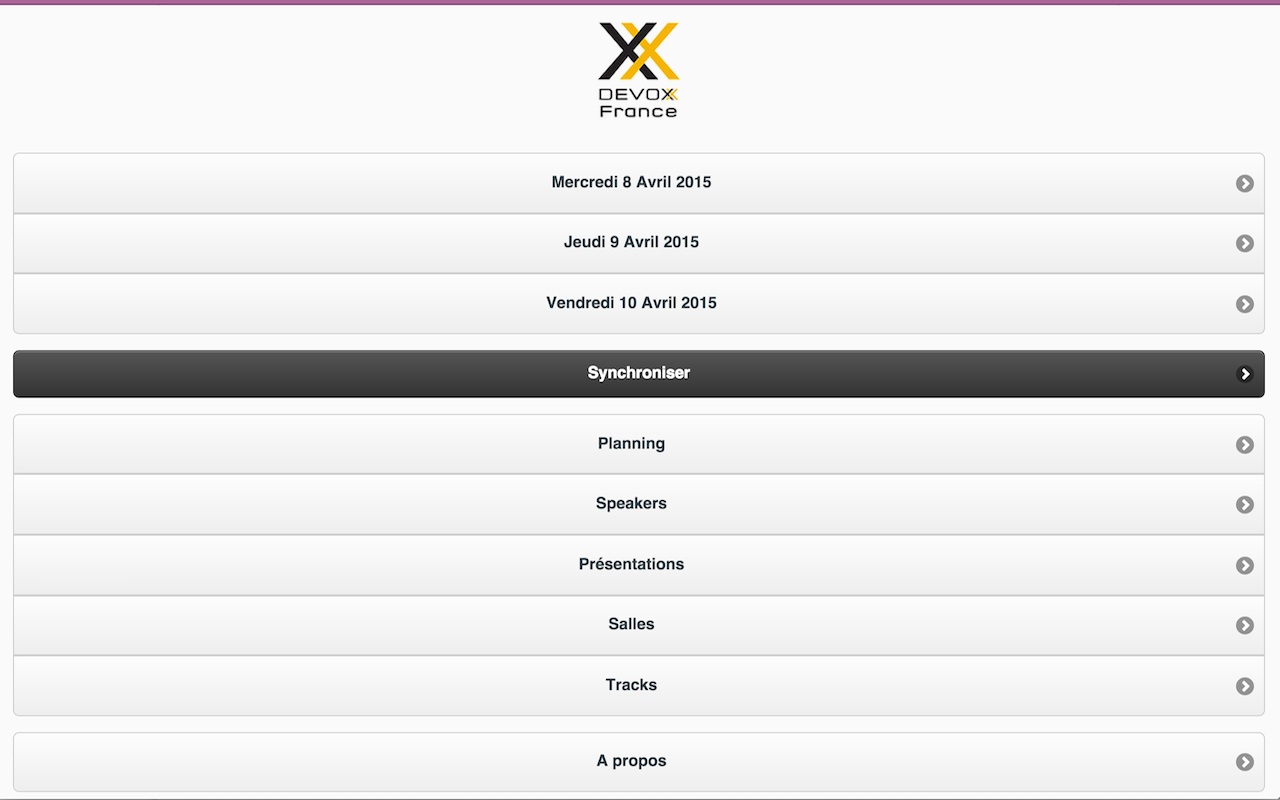 DEVOXX
France
Mercredi 8 Avril 2015
Jeudi 9 Avril 2015
Vendredi 10 Avril 2015
Synchroniser
Planning
Speakers
Présentations
Salles
Tracks
A propos